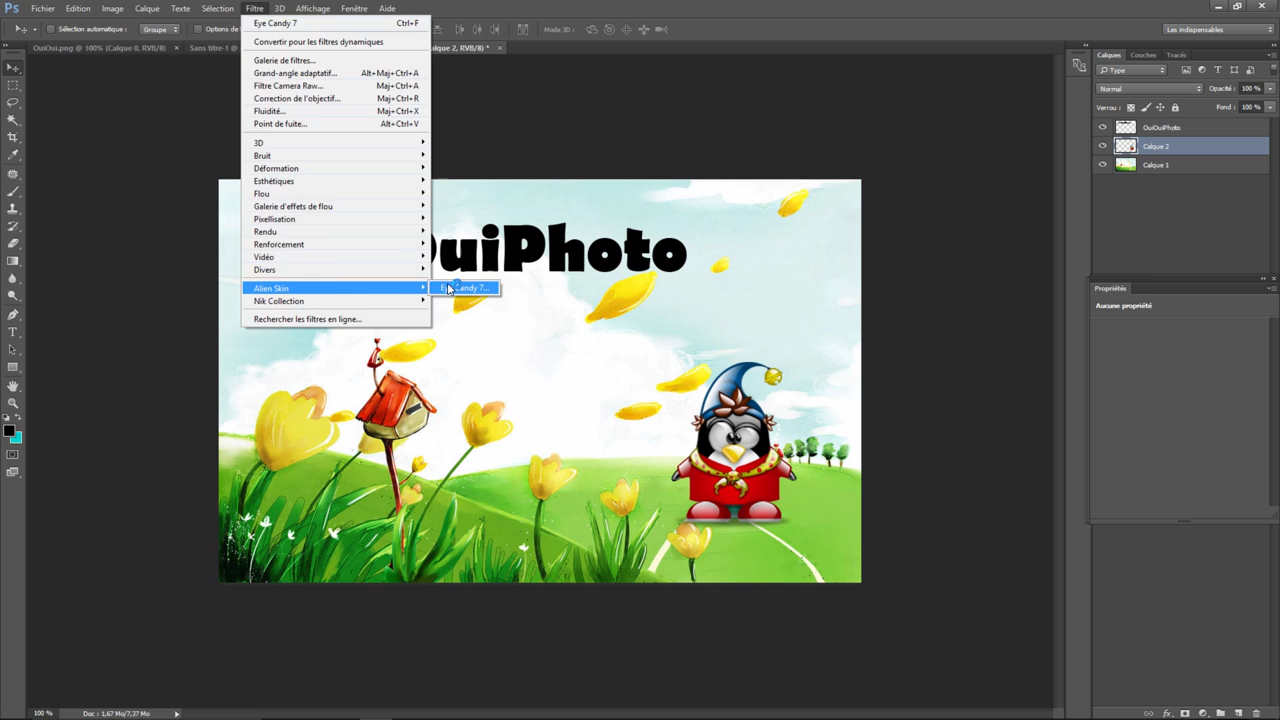 Ps Fichier Edition Image Calque Texte Sélection Filtre 3D Affichage Fenêtre Aide
Sélection automatique : Groupe Options de Mode 3D : Les indispensables
OuiOui.png @ 100% (Calque 0, RVB/8) × Sans titre-1 @ alque 2, RVB/8) * ×
Eye Candy 7 Ctrl+F
Convertir pour les filtres dynamiques
Galerie de filtres...
Grand-angle adaptatif... Alt+Maj+Ctrl+A
Filtre Camera Raw... Maj+Ctrl+A
Correction de l'objectif... Maj+Ctrl+R
Fluidité... Maj+Ctrl+X
Point de fuite... Alt+Ctrl+V
3D
Bruit
Déformation
Esthétiques
Flou
Galerie d'effets de flou
Pixellisation
Rendu
Renforcement
Vidéo
Divers
Alien Skin
Nik Collection
Rechercher les filtres en ligne...
Candy 7...
OuiPhoto
Calques Couches Tracés
Type
Normal Opacité : 100 %
Verrou : Fond : 100 %
OuiOuiPhoto
Calque 2
Calque 1
Propriétés
Aucune propriété
100 % Doc : 1,67 Mo/7,37 Mo